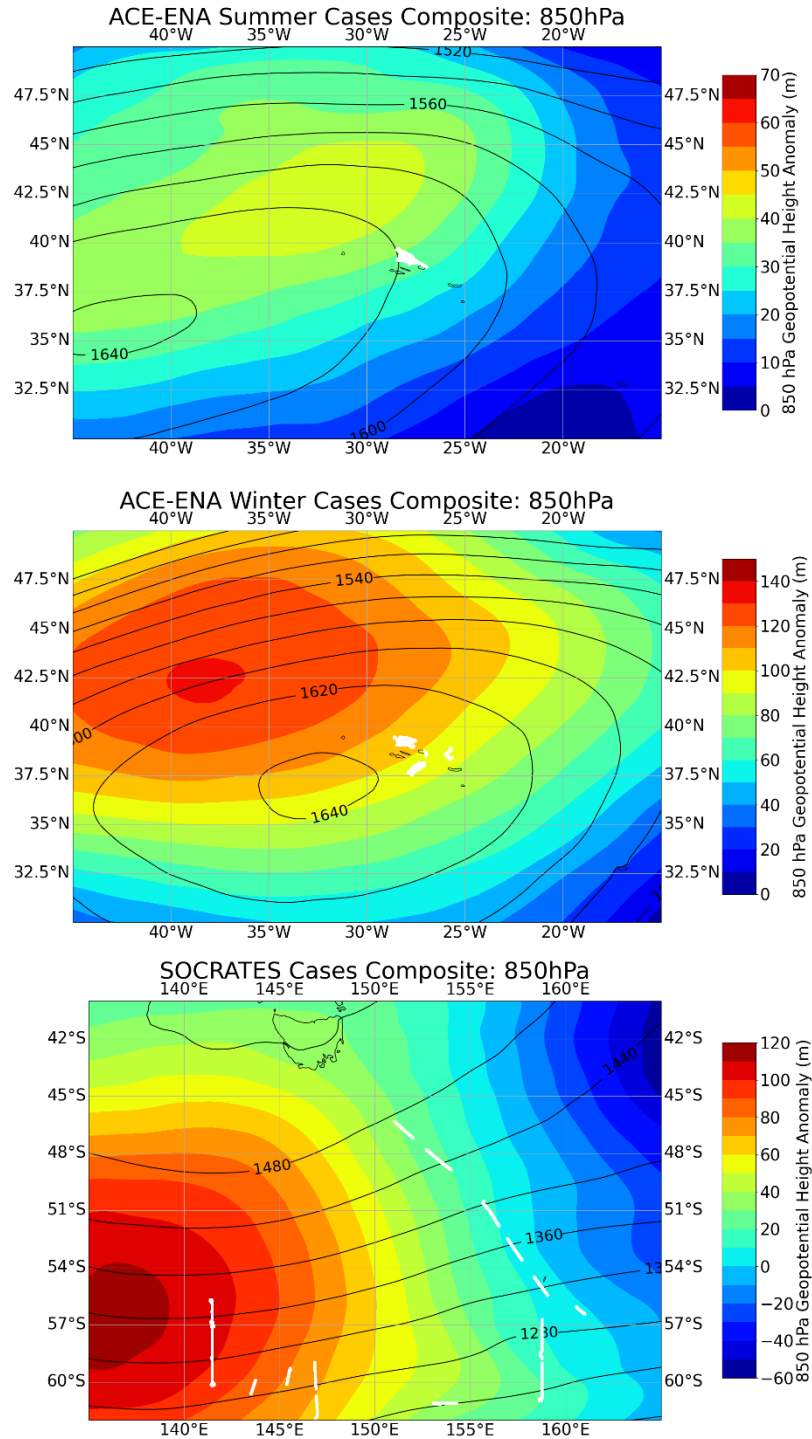 ACE-ENA Summer Cases Composite: 850hPa
40°W 35°W 30°W 25°W 20°W
47.5°N 1520 47.5°N 70
45°N 1560 45°N 60
42.5°N 42.5°N 50
40°N 40°N 40
37.5°N 37.5°N 30
35°N 1640 35°N 20
32.5°N 32.5°N 10
1600 0
40°W 35°W 30°W 25°W 20°W
850 hPa Geopotential Height Anomaly (m)
ACE-ENA Winter Cases Composite: 850hPa
40°W 35°W 30°W 25°W 20°W
47.5°N 1540 47.5°N 140
45°N 45°N 120
42.5°N 1620 42.5°N 100
40°N 40°N 80
37.5°N 37.5°N 60
35°N 1640 35°N 40
32.5°N 32.5°N 20
0
40°W 35°W 30°W 25°W 20°W
850 hPa Geopotential Height Anomaly (m)
SOCRATES Cases Composite: 850hPa
140°E 145°E 150°E 155°E 160°E
42°S 1440 42°S 120
45°S 45°S 100
48°S 1480 48°S 80
51°S 51°S 60
54°S 1360 54°S 40
57°S 57°S 20
60°S 1280 60°S 0
−20
−40
−60
140°E 145°E 150°E 155°E 160°E
850 hPa Geopotential Height Anomaly (m)